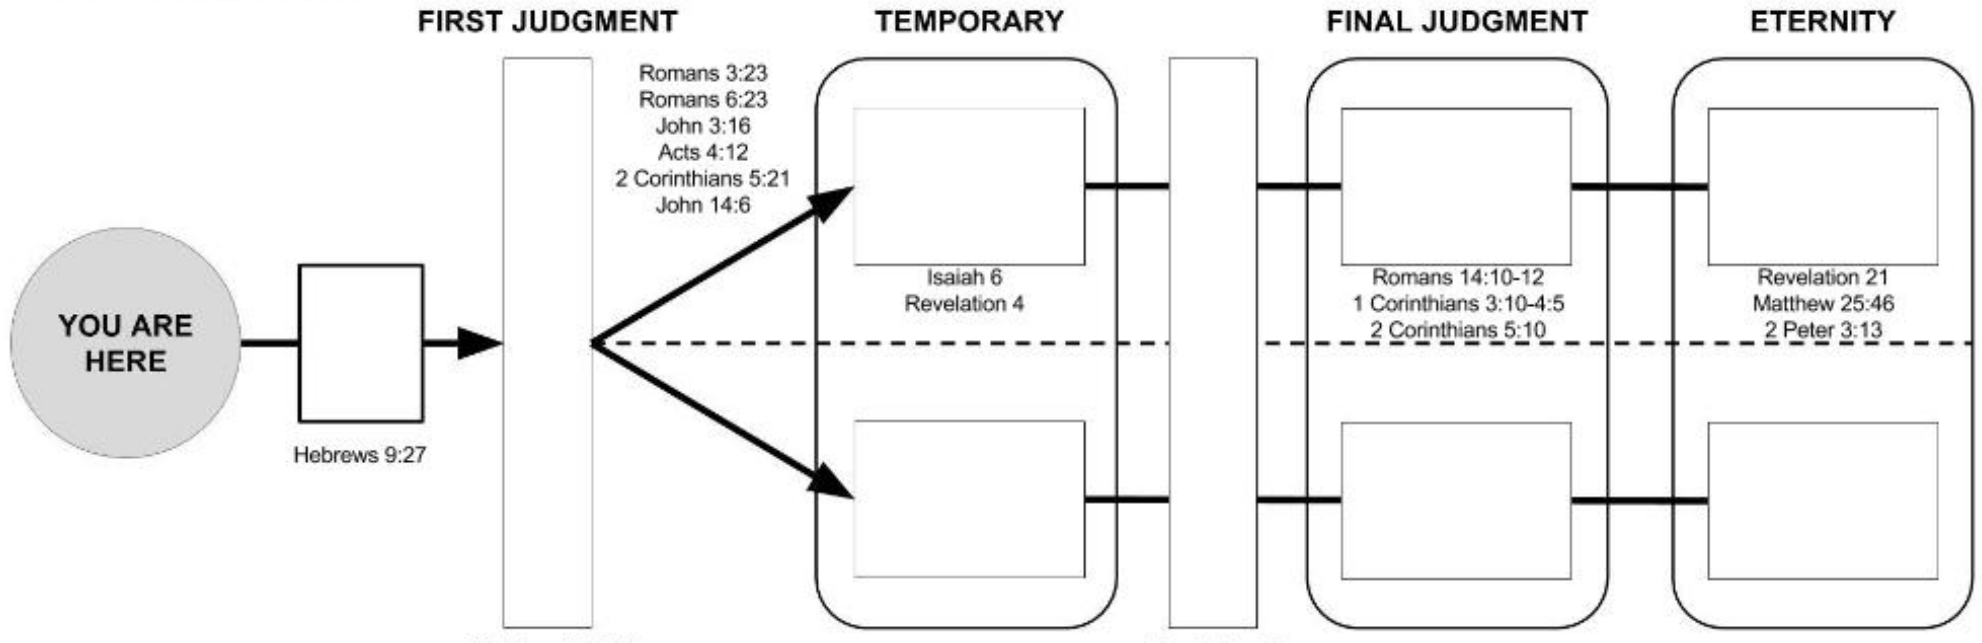 FIRST JUDGMENT
TEMPORARY
FINAL JUDGMENT
ETERNITY
Romans 3:23
Romans 6:23
John 3:16
Acts 4:12
2 Corinthians 5:21
John 14:6
YOU ARE
HERE
Hebrews 9:27
Isaiah 6
Revelation 4
Romans 14:10-12
1 Corinthians 3:10-4:5
2 Corinthians 5:10
Revelation 21
Matthew 25:46
2 Peter 3:13